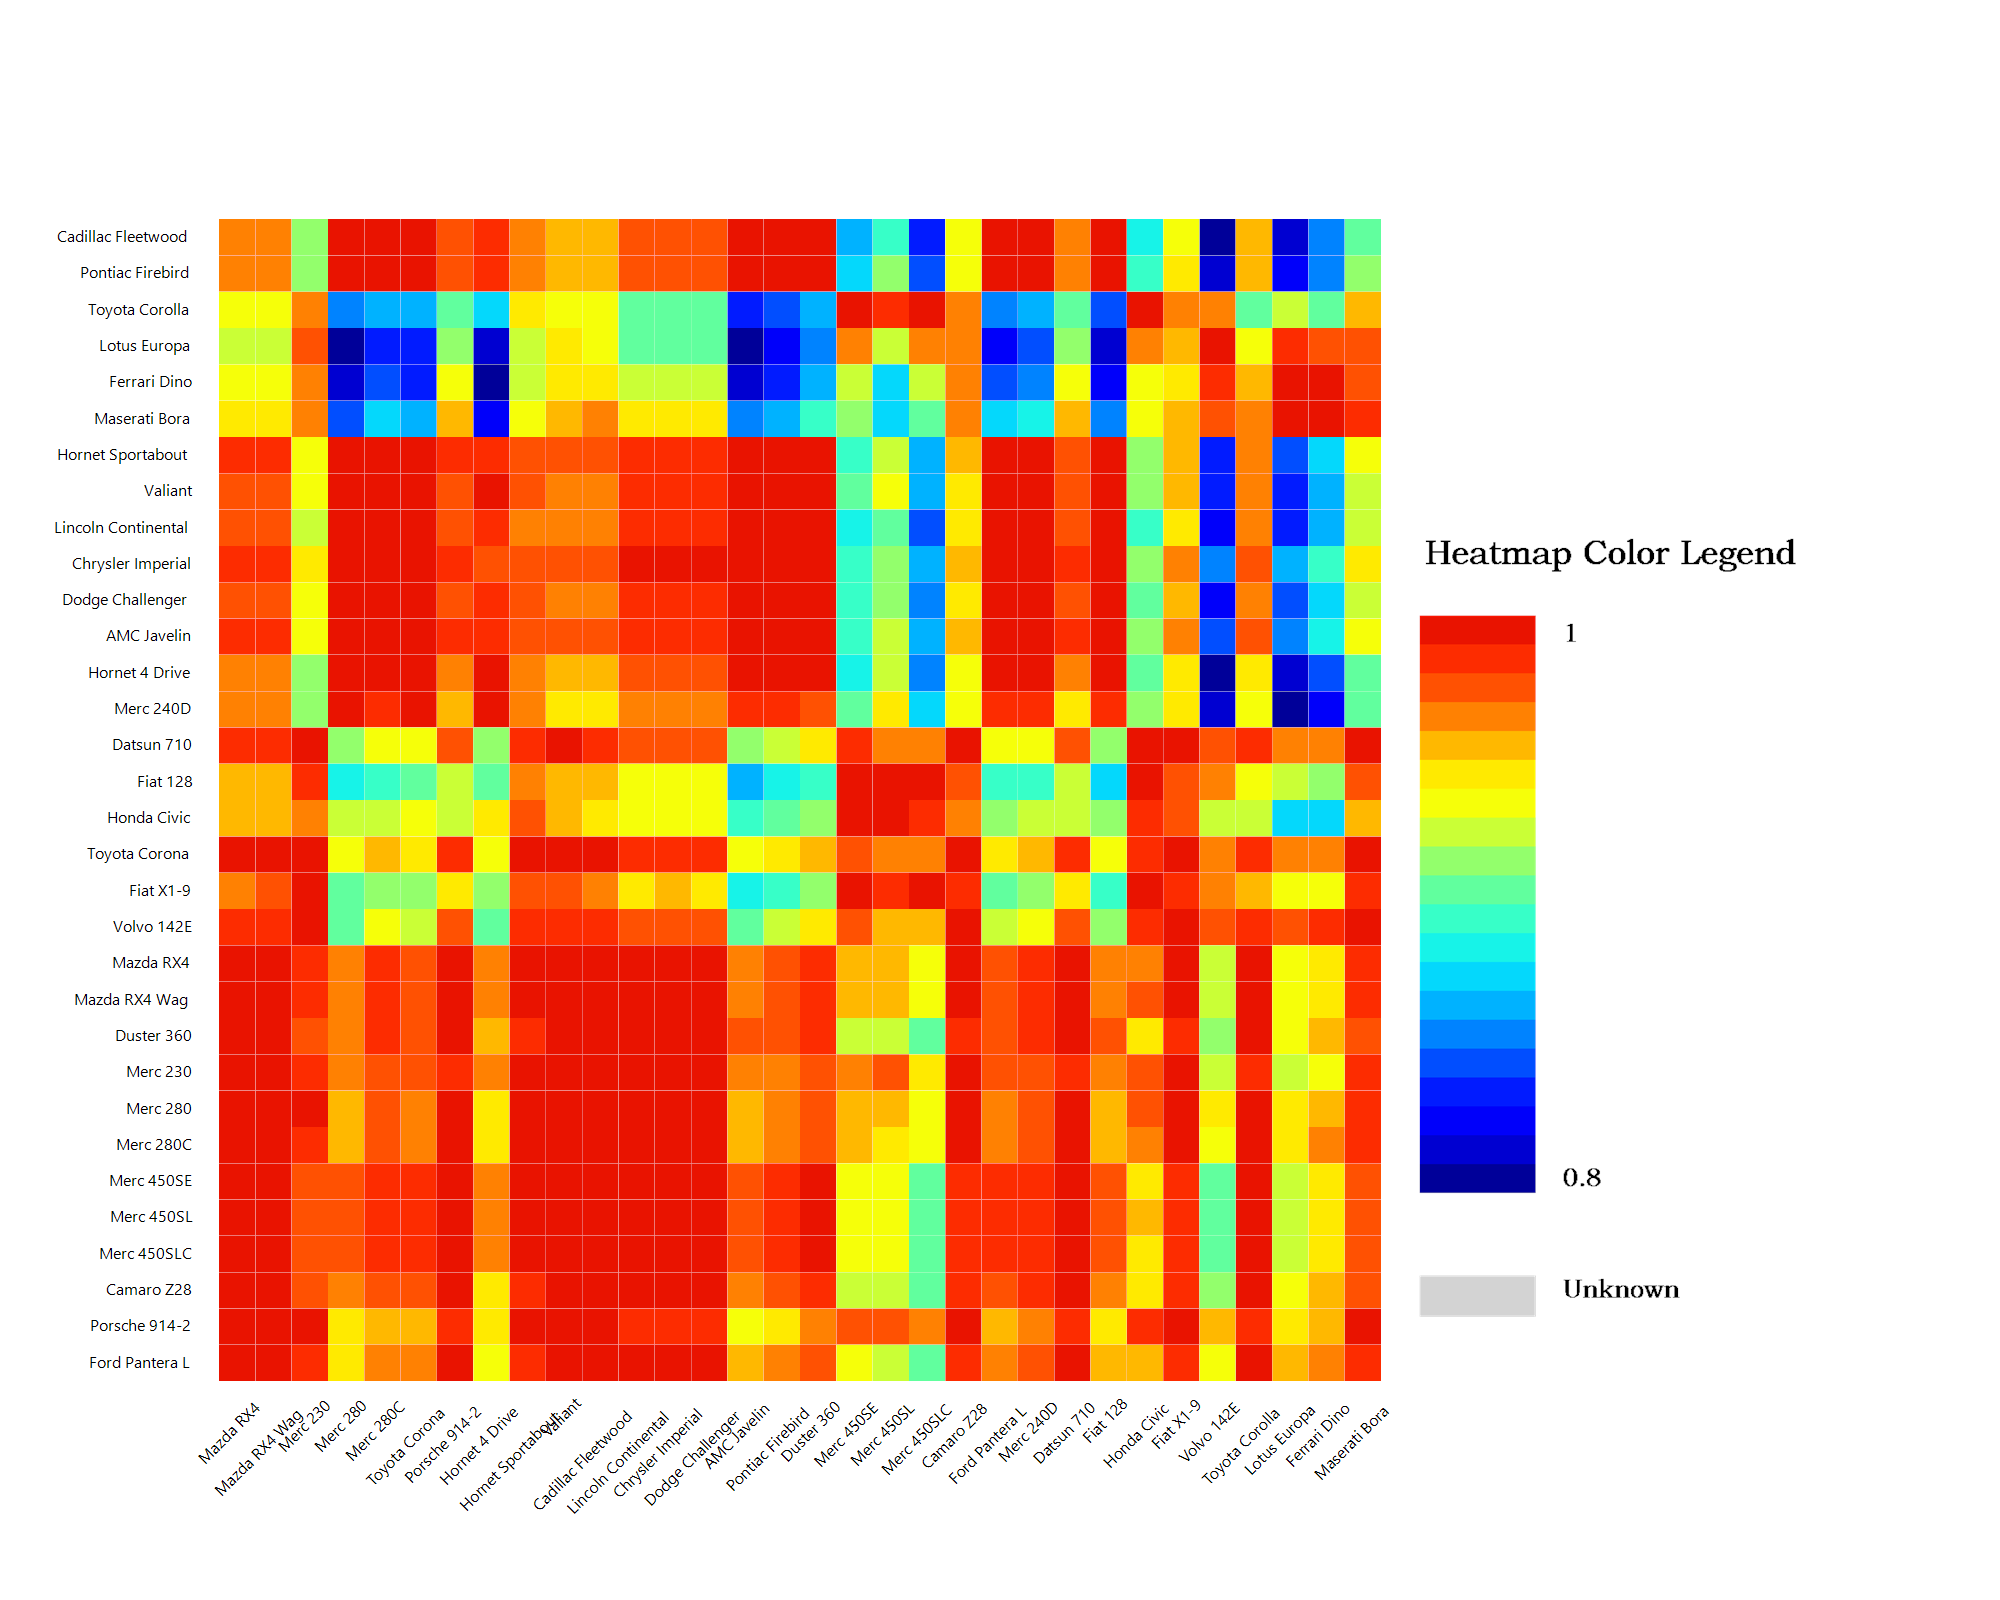 Cadillac Fleetwood
Pontiac Firebird
Toyota Corolla
Lotus Europa
Ferrari Dino
Maserati Bora
Hornet Sportabout
Valiant
Lincoln Continental
Chrysler Imperial
Dodge Challenger
AMC Javelin
Hornet 4 Drive
Merc 240D
Datsun 710
Fiat 128
Honda Civic
Toyota Corona
Fiat X1-9
Volvo 142E
Mazda RX4
Mazda RX4 Wag
Duster 360
Merc 230
Merc 280
Merc 280C
Merc 450SE
Merc 450SL
Merc 450SLC
Camaro Z28
Porsche 914-2
Ford Pantera L
Mazda RX4
Mazda RX4 Wag
Merc 230
Merc 280
Merc 280C
Toyota Corona
Porsche 914-2
Hornet 4 Drive
Hornet Sportabout
Valiant
Cadillac Fleetwood
Lincoln Continental
Chrysler Imperial
Dodge Challenger
AMC Javelin
Pontiac Firebird
Duster 360
Merc 450SE
Merc 450SL
Merc 450SLC
Camaro Z28
Ford Pantera L
Merc 240D
Datsun 710
Fiat 128
Honda Civic
Fiat X1-9
Volvo 142E
Toyota Corolla
Lotus Europa
Ferrari Dino
Maserati Bora
Heatmap Color Legend
1
0.8
Unknown